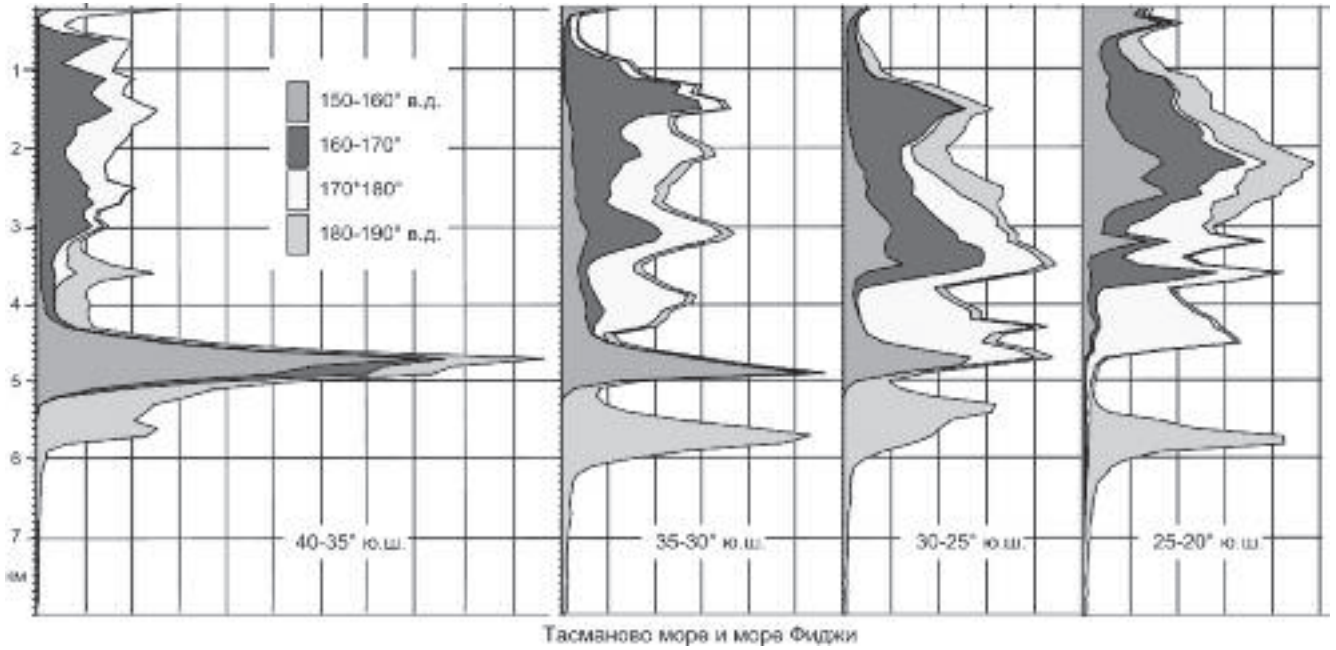 1
2
3
4
5
6
7
км
150-160° в.д.
160-170°
170°180°
180-190° в.д.
40-35° ю.ш.
35-30° ю.ш.
30-25° ю.ш.
25-20° ю.ш.
Тасманово море и море Фиджи